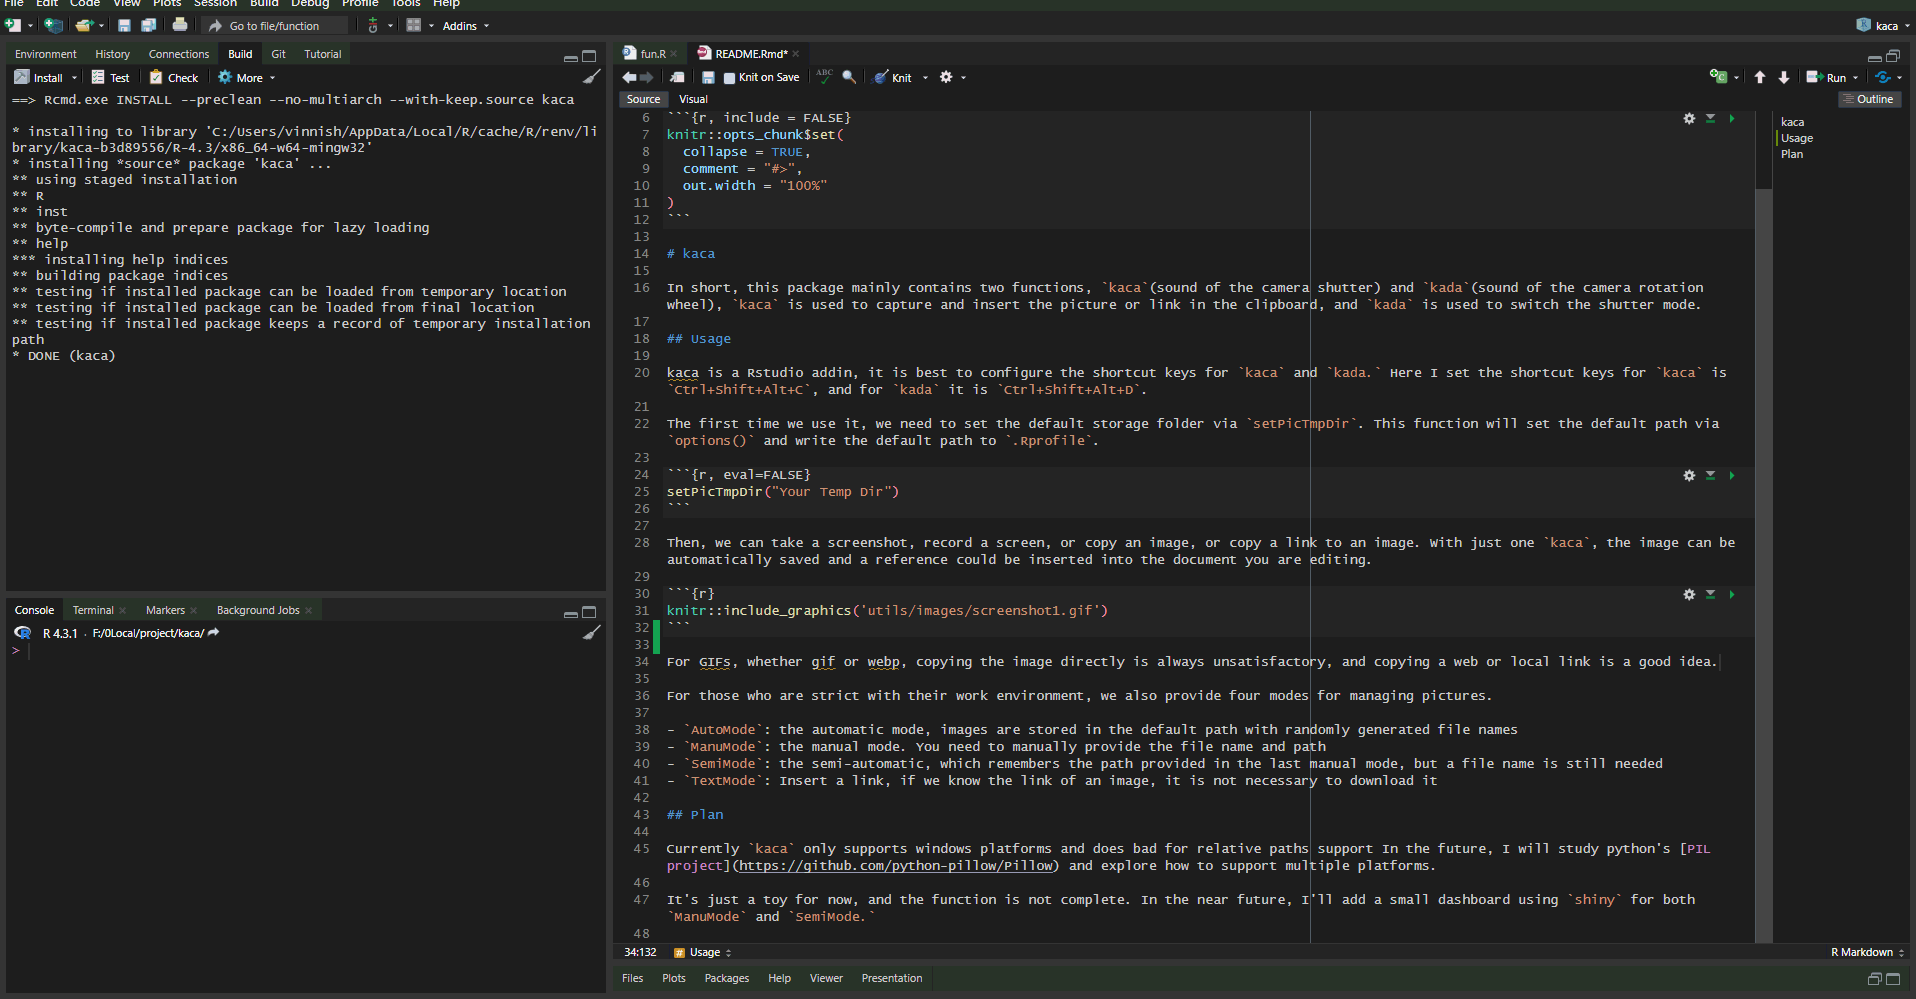 File Edit Code View Plots Session Build Debug Profile Tools Help
Go to file/function
Addins
kaca
Environment History Connections Build Git Tutorial
Install Test Check More
==> Rcmd.exe INSTALL --preclean --no-multiarch --with-keep.source kaca
* installing to library 'C:/Users/vinnish/AppData/Local/R/cache/R/renv/li
brary/kaca-b3d89556/R-4.3/x86_64-w64-mingw32'
* installing *source* package 'kaca' ...
** using staged installation
** R
** inst
** byte-compile and prepare package for lazy loading
** help
*** installing help indices
** building package indices
** testing if installed package can be loaded from temporary location
** testing if installed package can be loaded from final location
** testing if installed package keeps a record of temporary installation
path
* DONE (kaca)
Console Terminal Markers Background Jobs
R 4.3.1 · F:/0Local/project/kaca/
>
fun.R README.Rmd*
Knit on Save ABC Knit Run
Source Visual Outline
6 ```{r, include = FALSE}
7 knitr::opts_chunk$set(
8 collapse = TRUE,
9 comment = "#>",
10 out.width = "100%"
11 )
12 ```
13
14 # kaca
15
16 In short, this package mainly contains two functions, `kaca`(sound of the camera shutter) and `kada`(sound of the camera rotation
wheel), `kaca` is used to capture and insert the picture or link in the clipboard, and `kada` is used to switch the shutter mode.
17
18 ## Usage
19
20 kaca is a Rstudio addin, it is best to configure the shortcut keys for `kaca` and `kada.` Here I set the shortcut keys for `kaca` is
`Ctrl+Shift+Alt+C`, and for `kada` it is `Ctrl+Shift+Alt+D`.
21
22 The first time we use it, we need to set the default storage folder via `setPicTmpDir`. This function will set the default path via
`options()` and write the default path to `.Rprofile`.
23
24 ```{r, eval=FALSE}
25 setPicTmpDir("Your Temp Dir")
26 ```
27
28 Then, we can take a screenshot, record a screen, or copy an image, or copy a link to an image. With just one `kaca`, the image can be
automatically saved and a reference could be inserted into the document you are editing.
29
30 ```{r}
31 knitr::include_graphics('utils/images/screenshot1.gif')
32 ```
33
34 For GIFs, whether gif or webp, copying the image directly is always unsatisfactory, and copying a web or local link is a good idea.
35
36 For those who are strict with their work environment, we also provide four modes for managing pictures.
37
38 - `AutoMode`: the automatic mode, images are stored in the default path with randomly generated file names
39 - `ManuMode`: the manual mode. You need to manually provide the file name and path
40 - `SemiMode`: the semi-automatic, which remembers the path provided in the last manual mode, but a file name is still needed
41 - `TextMode`: Insert a link, if we know the link of an image, it is not necessary to download it
42
43 ## Plan
44
45 Currently `kaca` only supports windows platforms and does bad for relative paths support In the future, I will study python's [PIL
project](https://github.com/python-pillow/Pillow) and explore how to support multiple platforms.
46
47 It's just a toy for now, and the function is not complete. In the near future, I'll add a small dashboard using `shiny` for both
`ManuMode` and `SemiMode.`
48
kaca
Usage
Plan
34:132 # Usage R Markdown
Files Plots Packages Help Viewer Presentation